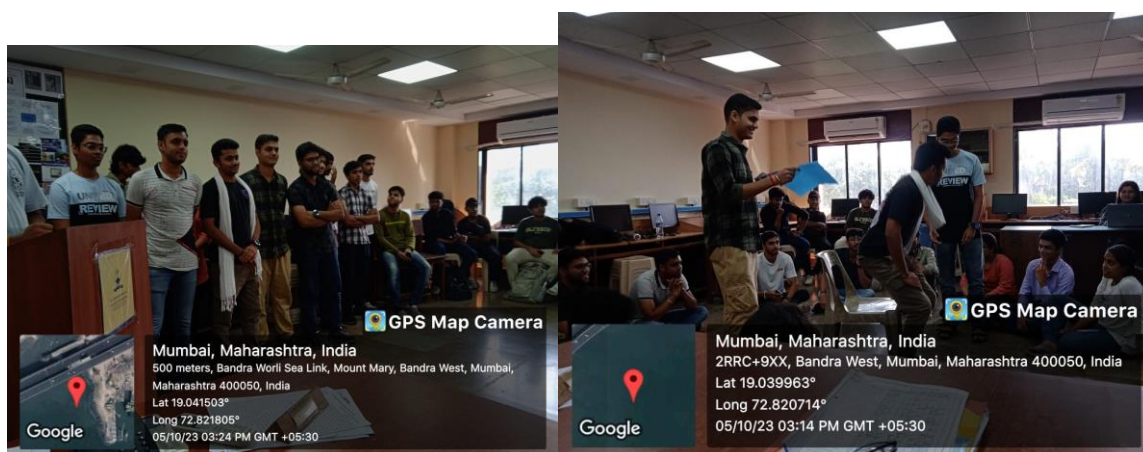 REVIEW
GPS Map Camera
Mumbai, Maharashtra, India
500 meters, Bandra Worli Sea Link, Mount Mary, Bandra West, Mumbai,
Maharashtra 400050, India
Lat 19.041503°
Long 72.821805°
05/10/23 03:24 PM GMT +05:30
Google
REVIEW
GPS Map Camera
Mumbai, Maharashtra, India
2RRC+9XX, Bandra West, Mumbai, Maharashtra 400050, India
Lat 19.039963°
Long 72.820714°
05/10/23 03:14 PM GMT +05:30
Google